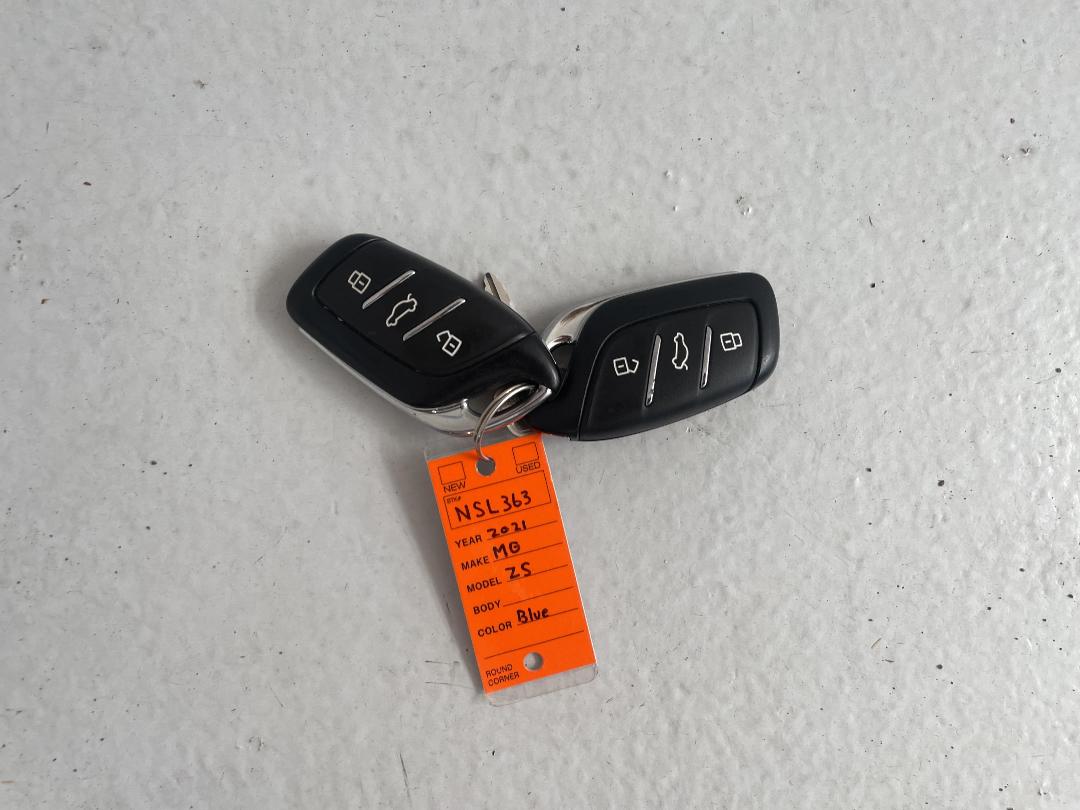 NEW USED
STK#
NSL363
YEAR 2021
MAKE MG
MODEL ZS
BODY
COLOR Blue
ROUND
CORNER